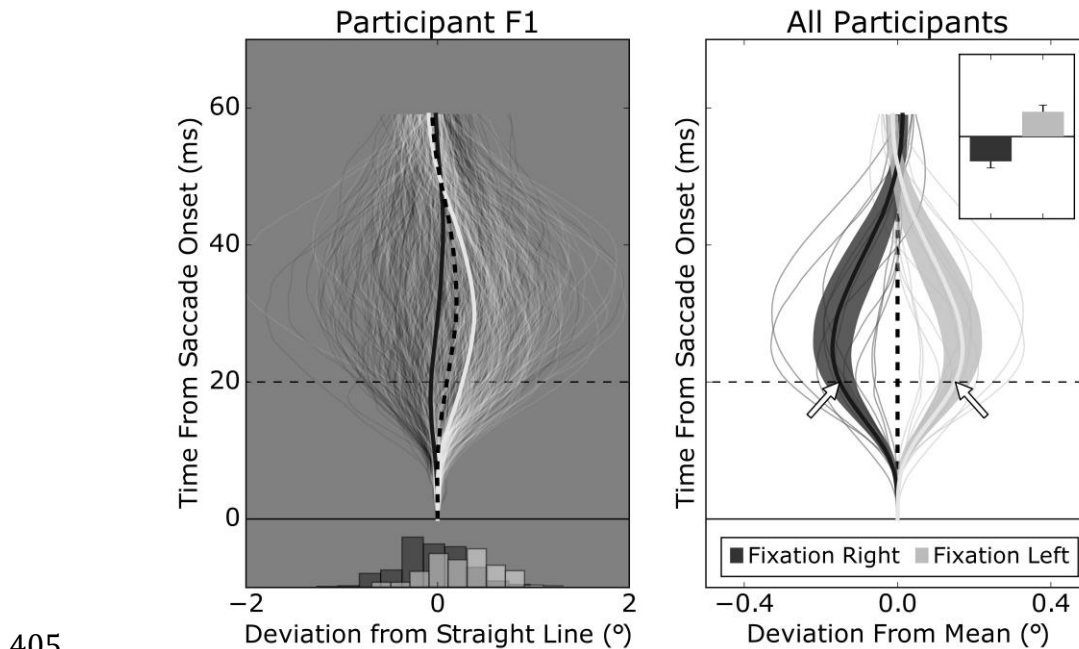 Participant F1
All Participants
Time From Saccade Onset (ms)
60
40
20
0
−2
0
2
Deviation from Straight Line (°)
Time From Saccade Onset (ms)
Fixation Right
Fixation Left
−0.4
0.0
0.4
Deviation From Mean (°)
405